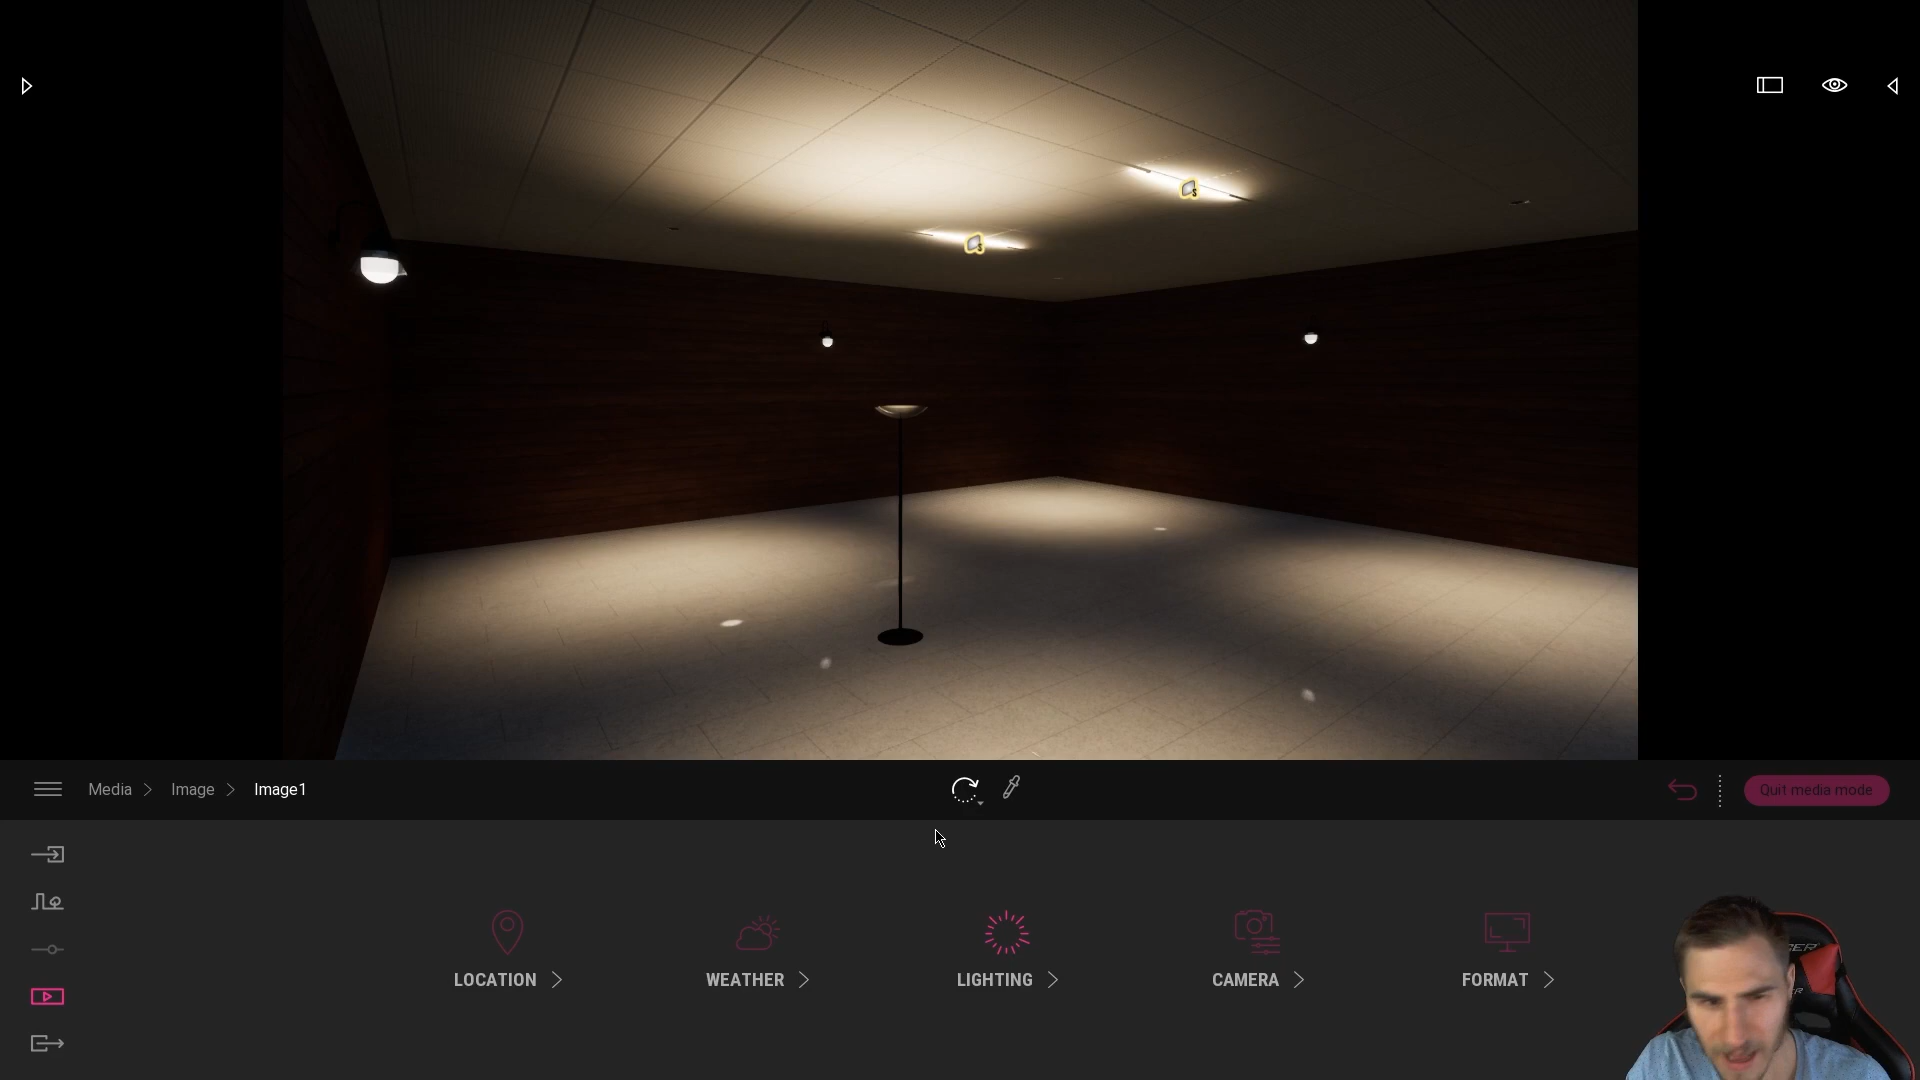 Media
Image
Image1
Quit media mode
LOCATION
WEATHER
LIGHTING
CAMERA
FORMAT